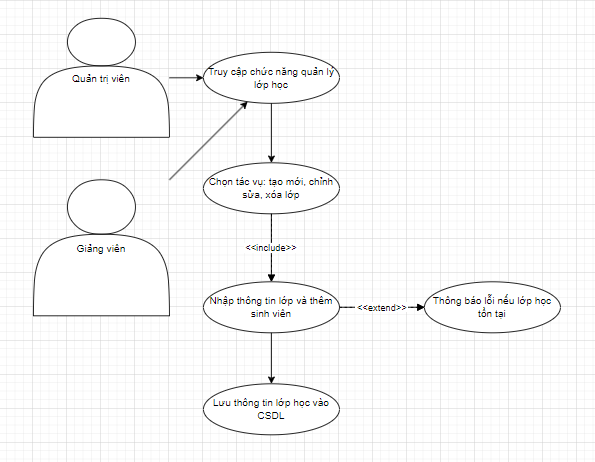 Quản trị viên
Truy cập chức năng quản lý
lớp học
Chọn tác vụ: tạo mới, chỉnh
sửa, xóa lớp
Giảng viên
<<include>>
Nhập thông tin lớp và thêm
sinh viên
<<extend>>
Thông báo lỗi nếu lớp học
tồn tại
Lưu thông tin lớp học vào
CSDL